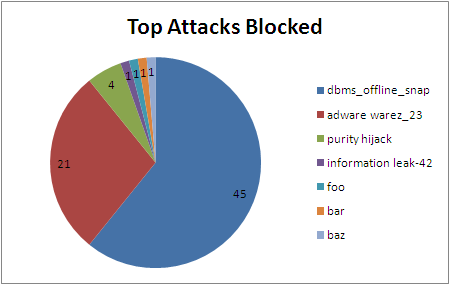 Top Attacks Blocked
45
21
4
1
1
1
1
dbms_offline_snap
adware warez_23
purity hijack
information leak-42
foo
bar
baz